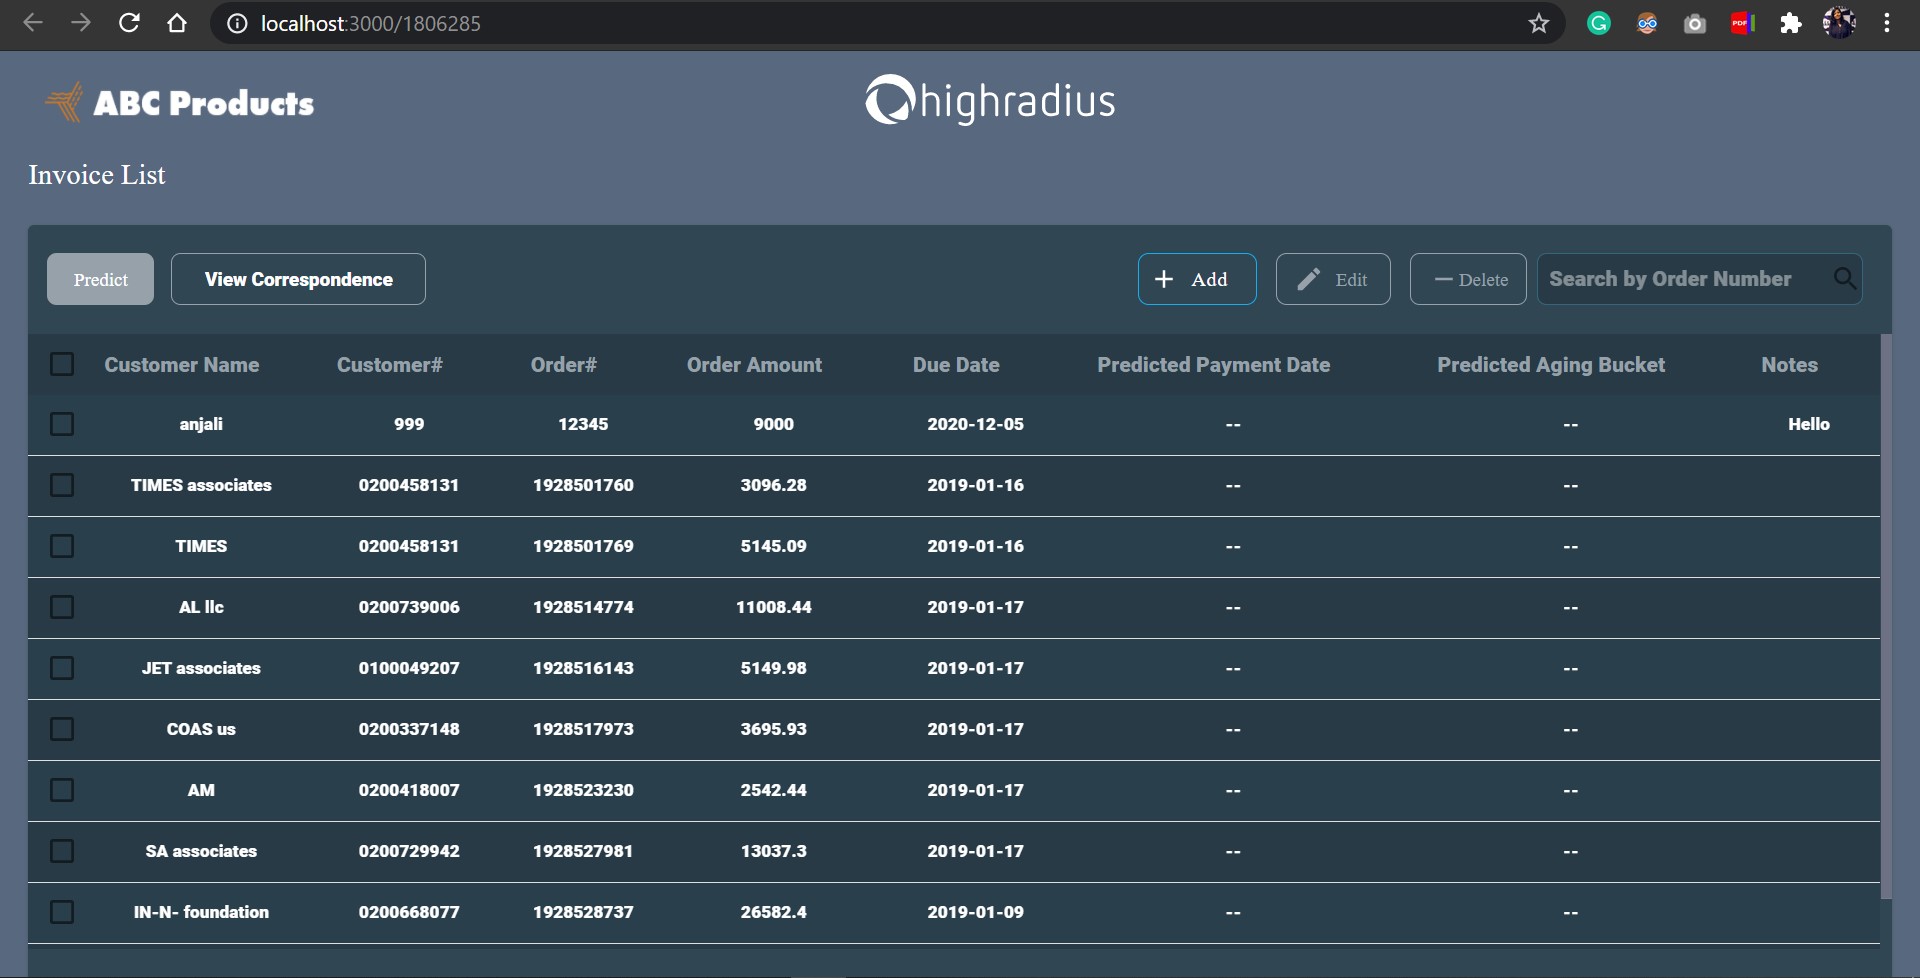 localhost:3000/1806285
PDF
ABC Products
highradius
Invoice List
Predict View Correspondence + Add Edit — Delete Search by Order Number
Customer Name Customer# Order# Order Amount Due Date Predicted Payment Date Predicted Aging Bucket Notes
anjali 999 12345 9000 2020-12-05 -- -- Hello
TIMES associates 0200458131 1928501760 3096.28 2019-01-16 -- --
TIMES 0200458131 1928501769 5145.09 2019-01-16 -- --
AL llc 0200739006 1928514774 11008.44 2019-01-17 -- --
JET associates 0100049207 1928516143 5149.98 2019-01-17 -- --
COAS us 0200337148 1928517973 3695.93 2019-01-17 -- --
AM 0200418007 1928523230 2542.44 2019-01-17 -- --
SA associates 0200729942 1928527981 13037.3 2019-01-17 -- --
IN-N- foundation 0200668077 1928528737 26582.4 2019-01-09 -- --